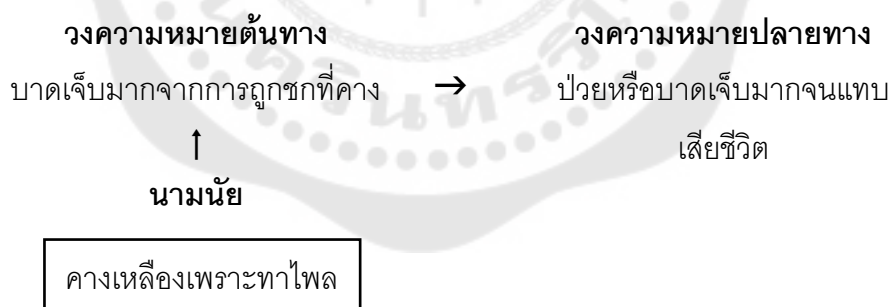 วงความหมายต้นทาง วงความหมายปลายทาง
บาดเจ็บมากจากการถูกชกที่คาง → ป่วยหรือบาดเจ็บมากจนแทบ
↑ เสียชีวิต
นามนัย
คางเหลืองเพราะทาไพล